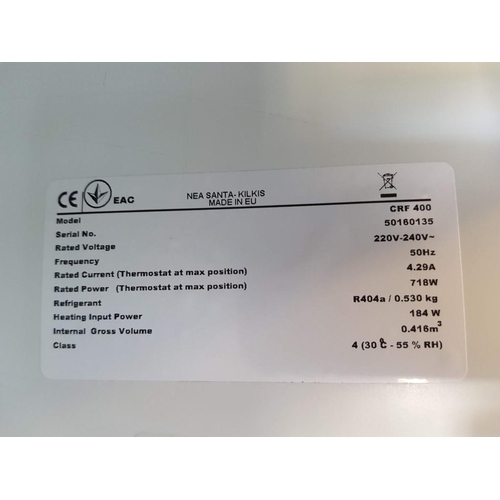 CE EAC NEA SANTA- KILKIS
MADE IN EU
Model CRF 400
Serial No. 50160135
Rated Voltage 220V-240V~
Frequency 50Hz
Rated Current (Thermostat at max position) 4.29A
Rated Power (Thermostat at max position) 718W
Refrigerant R404a / 0.530 kg
Heating Input Power 184 W
Internal Gross Volume 0.416m³
Class 4 (30°C - 55 % RH)